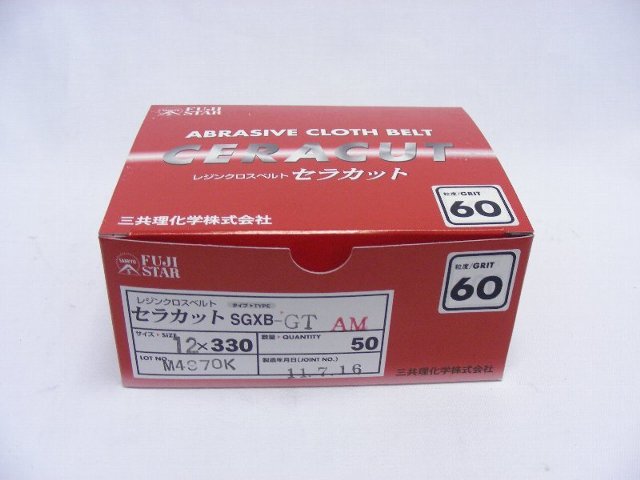 FUJI
STAR
ABRASIVE CLOTH BELT
CERACUT
レジンクロスベルト セラカット
粒度/GRIT
60
三共理化学株式会社
SANKYO
FUJI
STAR
粒度/GRIT
60
レジンクロスベルト タイプ・TYPE
セラカット SGXB-GT AM
サイズ・SIZE 12×330 数量・QUANTITY 50
LOT NO. M4970K 製造年月日(JOINT NO.) 11.7.16
三共理化学株式会社